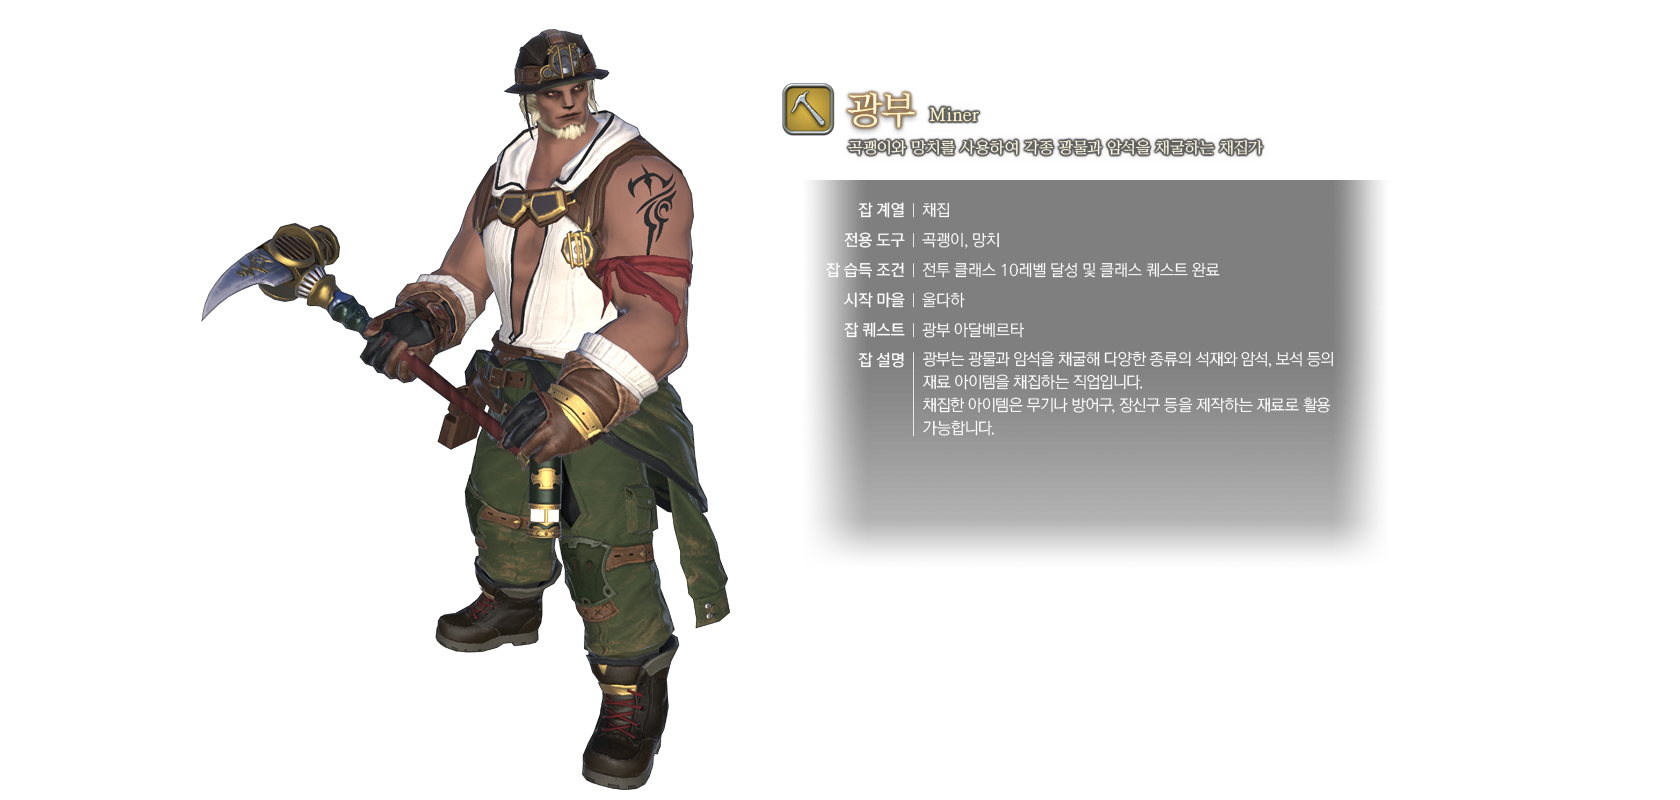 광부 Miner
곡괭이와 망치를 사용하여 각종 광물과 암석을 채굴하는 채집가
잡 계열 | 채집
전용 도구 | 곡괭이, 망치
잡 습득 조건 | 전투 클래스 10레벨 달성 및 클래스 퀘스트 완료
시작 마을 | 울다하
잡 퀘스트 | 광부 아달베르타
잡 설명 | 광부는 광물과 암석을 채굴해 다양한 종류의 석재와 암석, 보석 등의
재료 아이템을 채집하는 직업입니다.
채집한 아이템은 무기나 방어구, 장신구 등을 제작하는 재료로 활용
가능합니다.